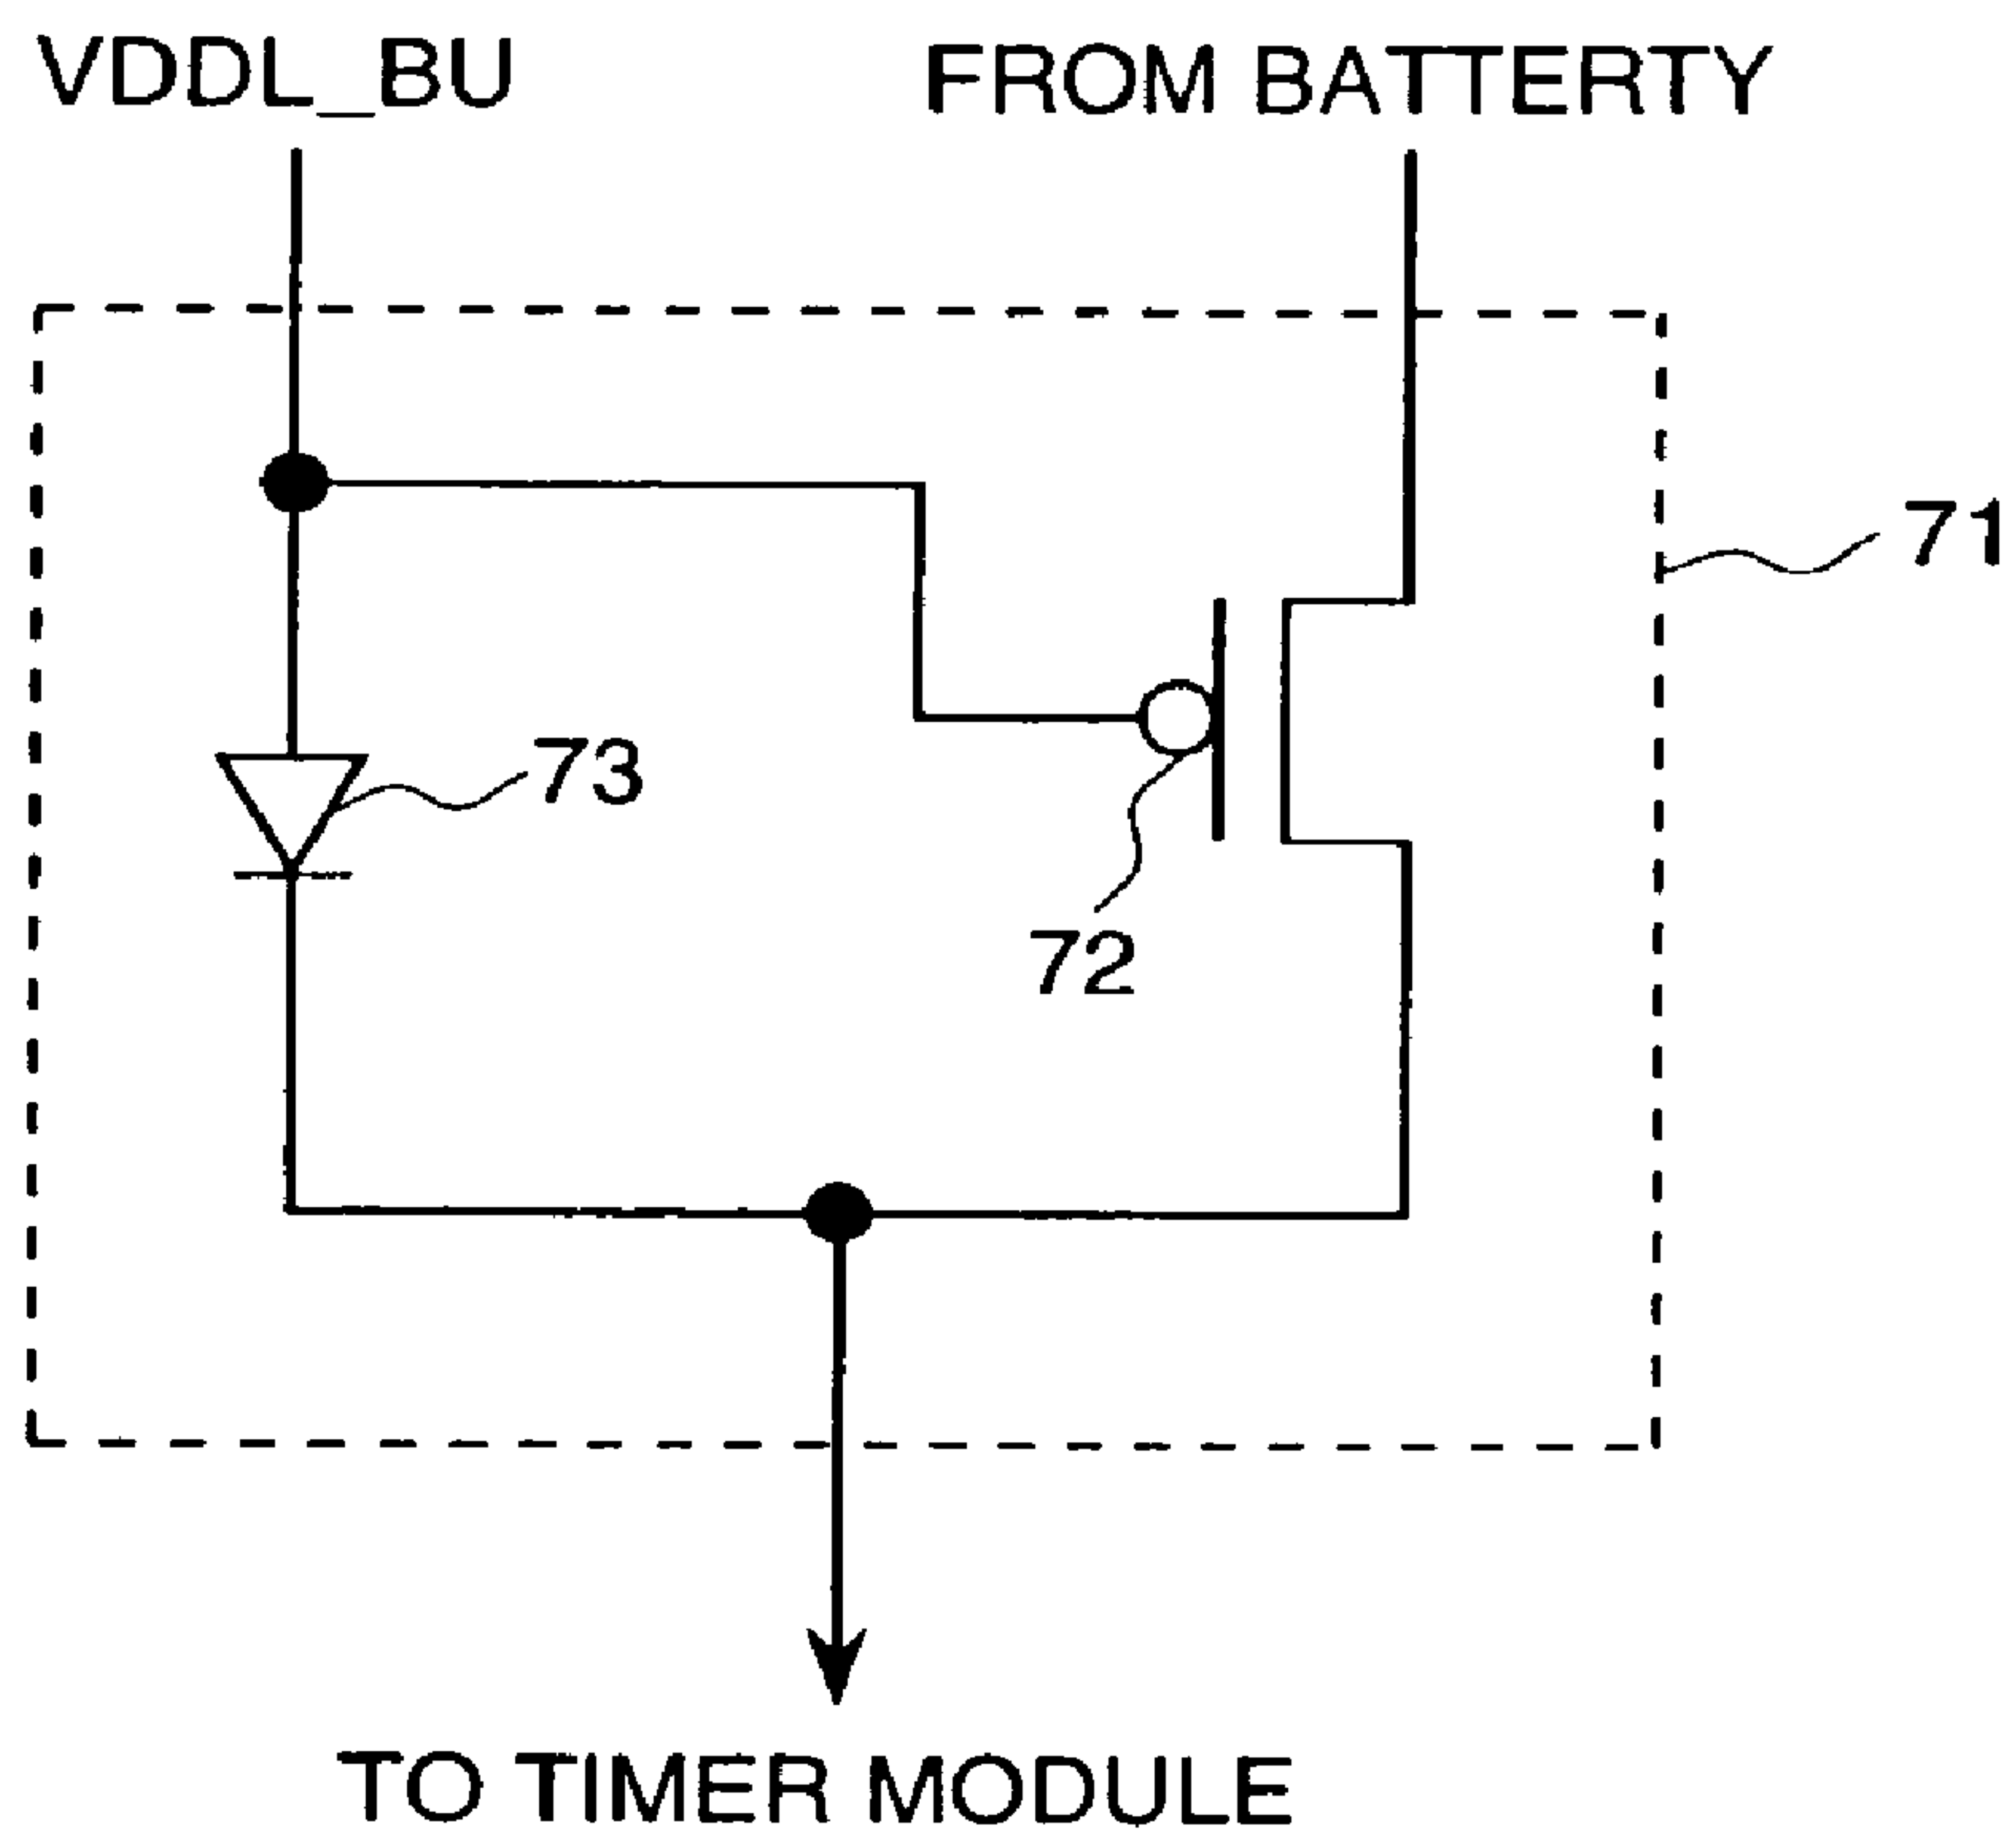 VDDL_BU
FROM BATTERTY
71
73
72
TO TIMER MODULE